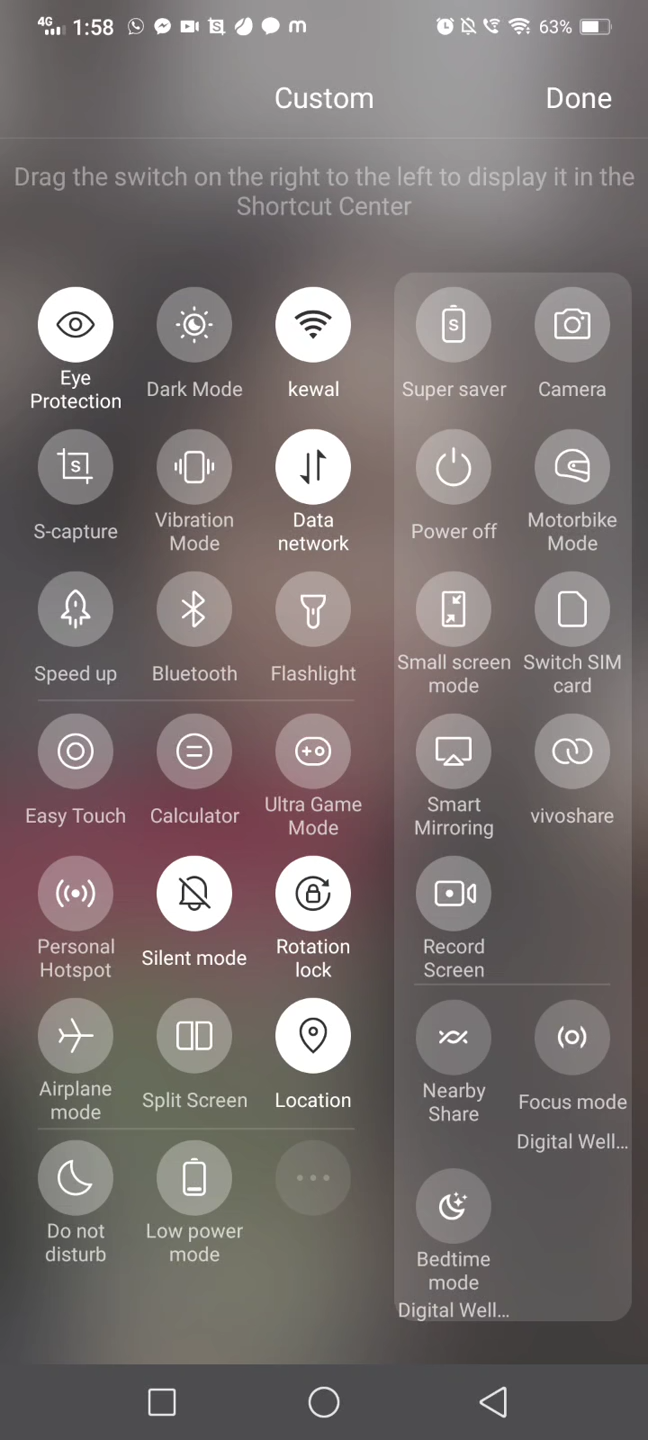 4G 1:58 63%
Custom
Done
Drag the switch on the right to the left to display it in the
Shortcut Center
Eye
Protection
Dark Mode
kewal
Super saver
Camera
S-capture
Vibration
Mode
Data
network
Power off
Motorbike
Mode
Speed up
Bluetooth
Flashlight
Small screen
mode
Switch SIM
card
Easy Touch
Calculator
Ultra Game
Mode
Smart
Mirroring
vivoshare
Personal
Hotspot
Silent mode
Rotation
lock
Record
Screen
Airplane
mode
Split Screen
Location
Nearby
Share
Focus mode
Digital Well...
Do not
disturb
Low power
mode
Bedtime
mode
Digital Well...